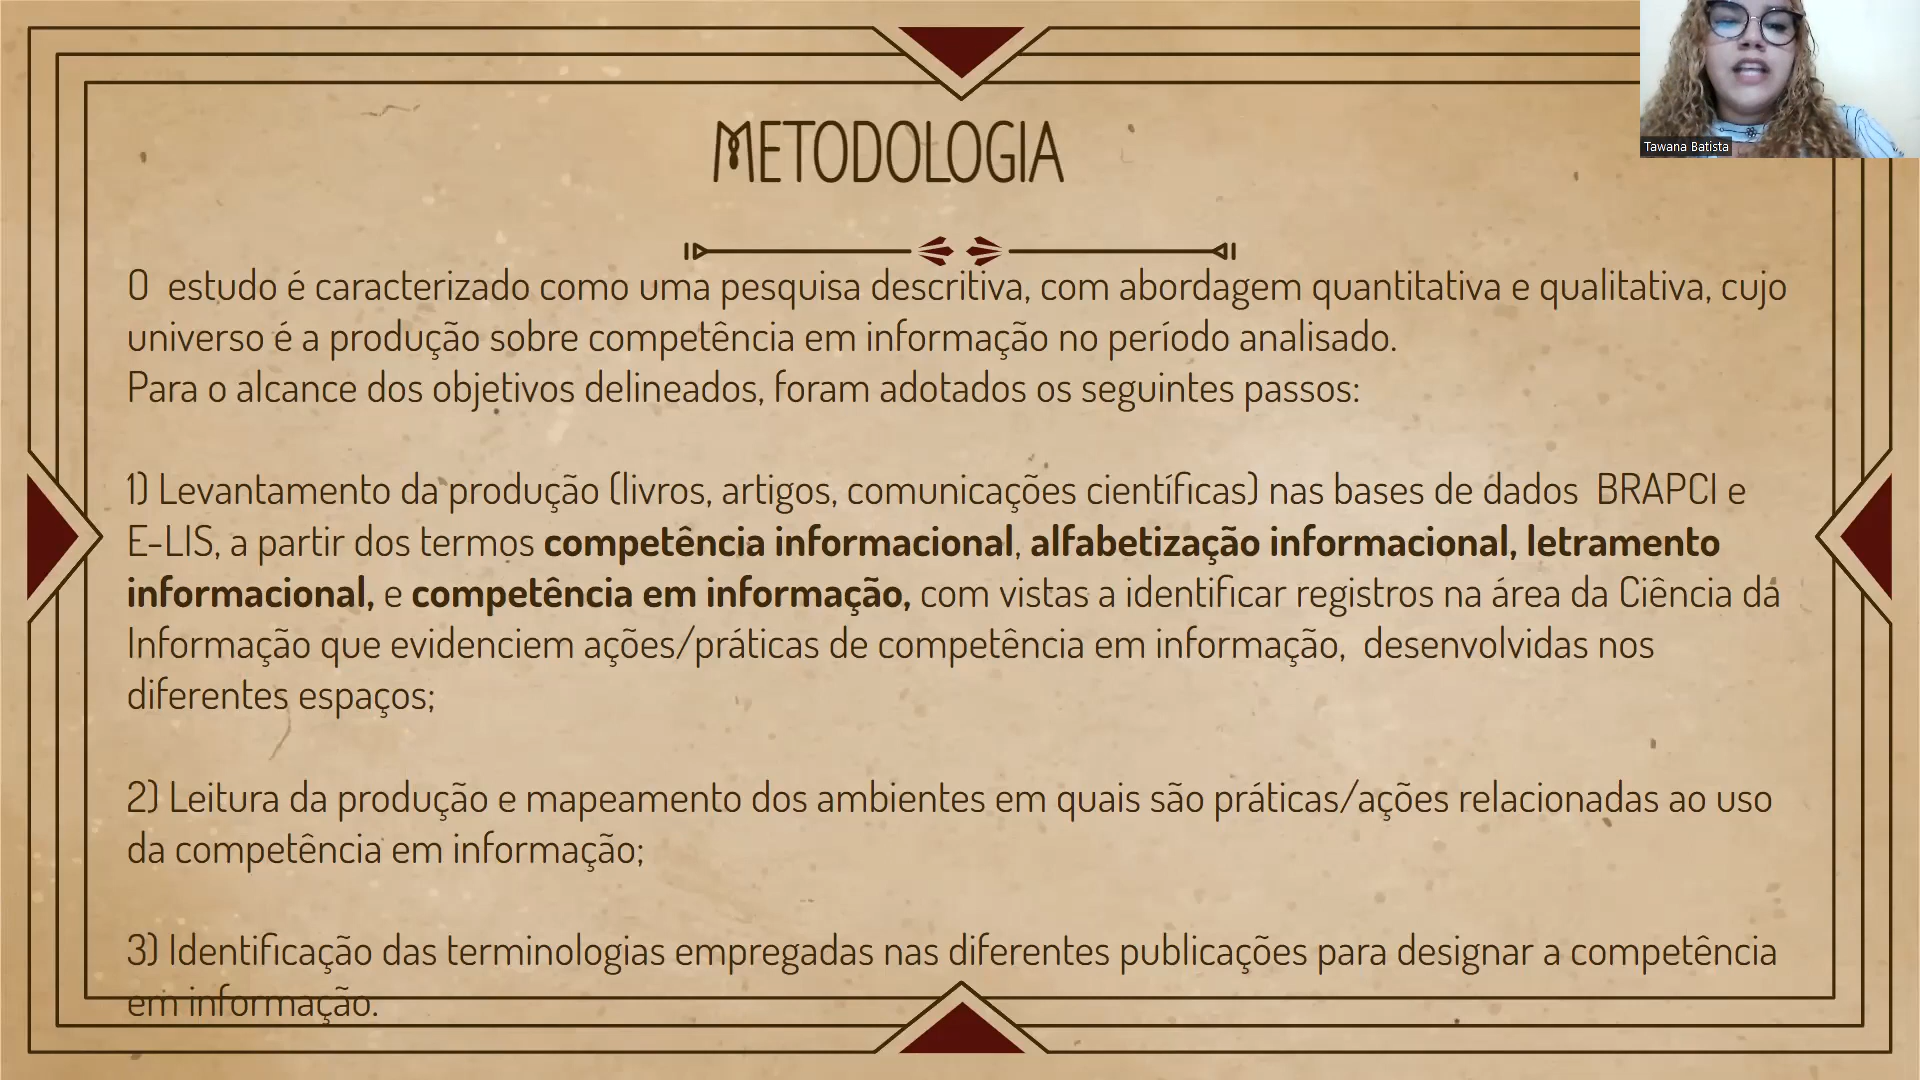 Tawana Batista
METODOLOGIA
O estudo é caracterizado como uma pesquisa descritiva, com abordagem quantitativa e qualitativa, cujo
universo é a produção sobre competência em informação no período analisado.
Para o alcance dos objetivos delineados, foram adotados os seguintes passos:
1) Levantamento da produção (livros, artigos, comunicações científicas) nas bases de dados BRAPCI e
E-LIS, a partir dos termos competência informacional, alfabetização informacional, letramento
informacional, e competência em informação, com vistas a identificar registros na área da Ciência da
Informação que evidenciem ações/práticas de competência em informação, desenvolvidas nos
diferentes espaços;
2) Leitura da produção e mapeamento dos ambientes em quais são práticas/ações relacionadas ao uso
da competência em informação;
3) Identificação das terminologias empregadas nas diferentes publicações para designar a competência
em informação.